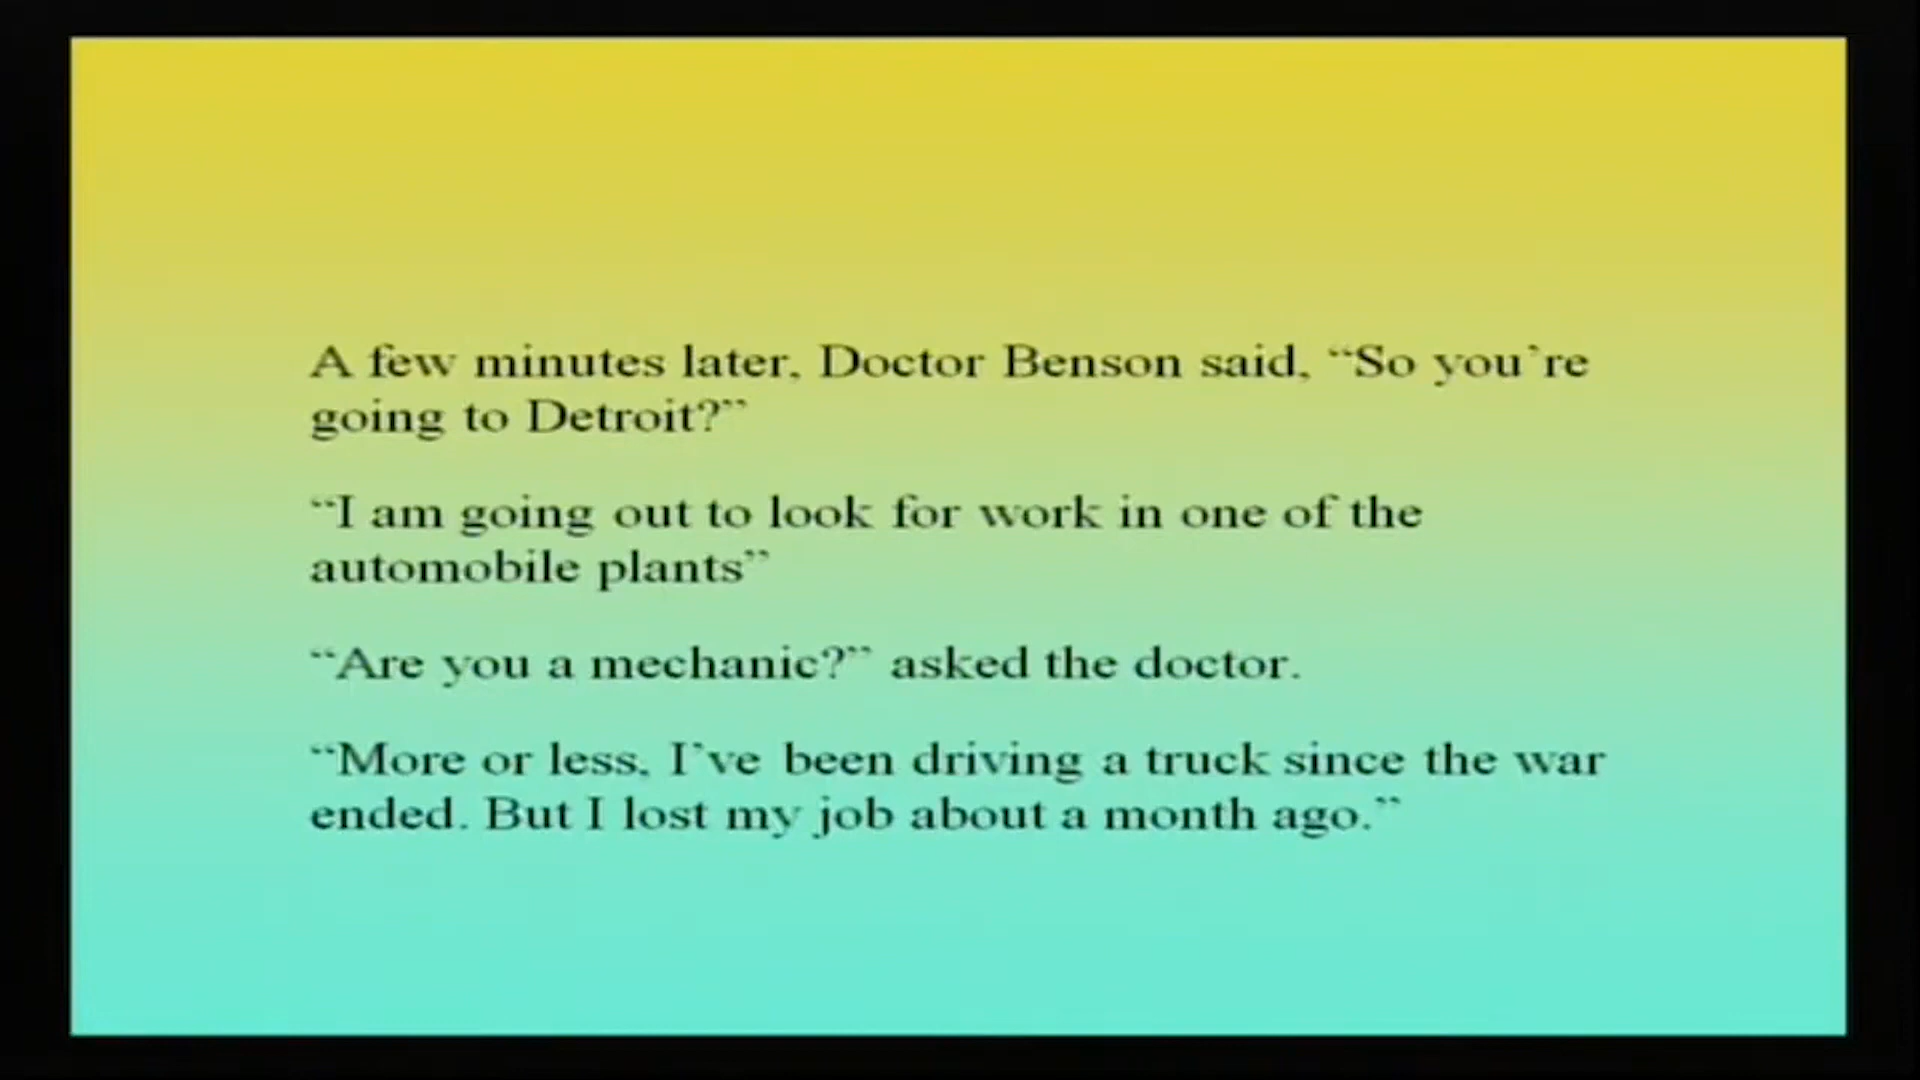 A few minutes later, Doctor Benson said, “So you’re
going to Detroit?”
“I am going out to look for work in one of the
automobile plants”
“Are you a mechanic?” asked the doctor.
“More or less, I’ve been driving a truck since the war
ended. But I lost my job about a month ago.”